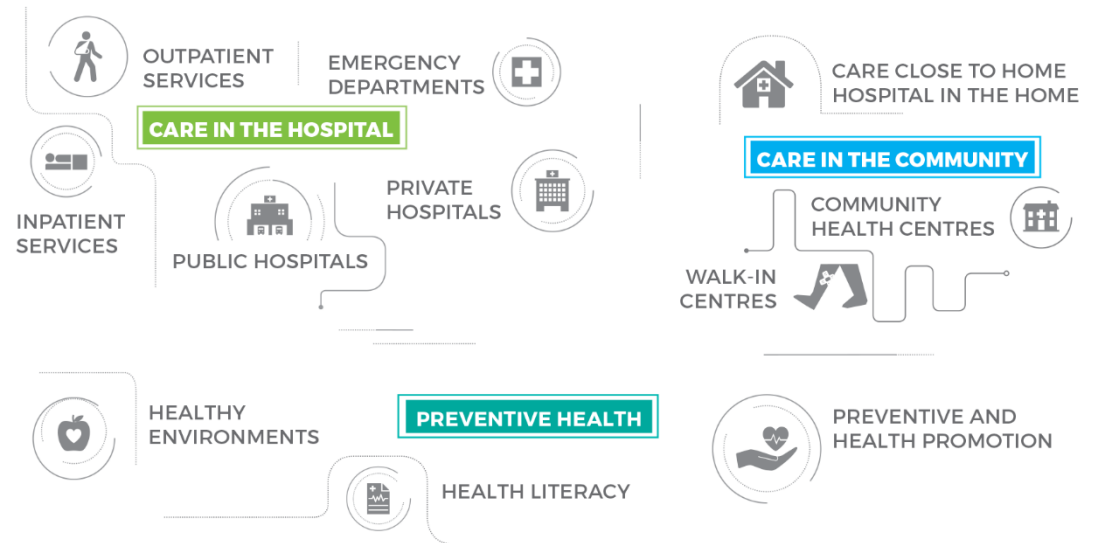 OUTPATIENT
SERVICES
EMERGENCY
DEPARTMENTS
CARE IN THE HOSPITAL
INPATIENT
SERVICES
PUBLIC HOSPITALS
PRIVATE
HOSPITALS
CARE CLOSE TO HOME
HOSPITAL IN THE HOME
CARE IN THE COMMUNITY
COMMUNITY
HEALTH CENTRES
WALK-IN
CENTRES
HEALTHY
ENVIRONMENTS
PREVENTIVE HEALTH
HEALTH LITERACY
PREVENTIVE AND
HEALTH PROMOTION